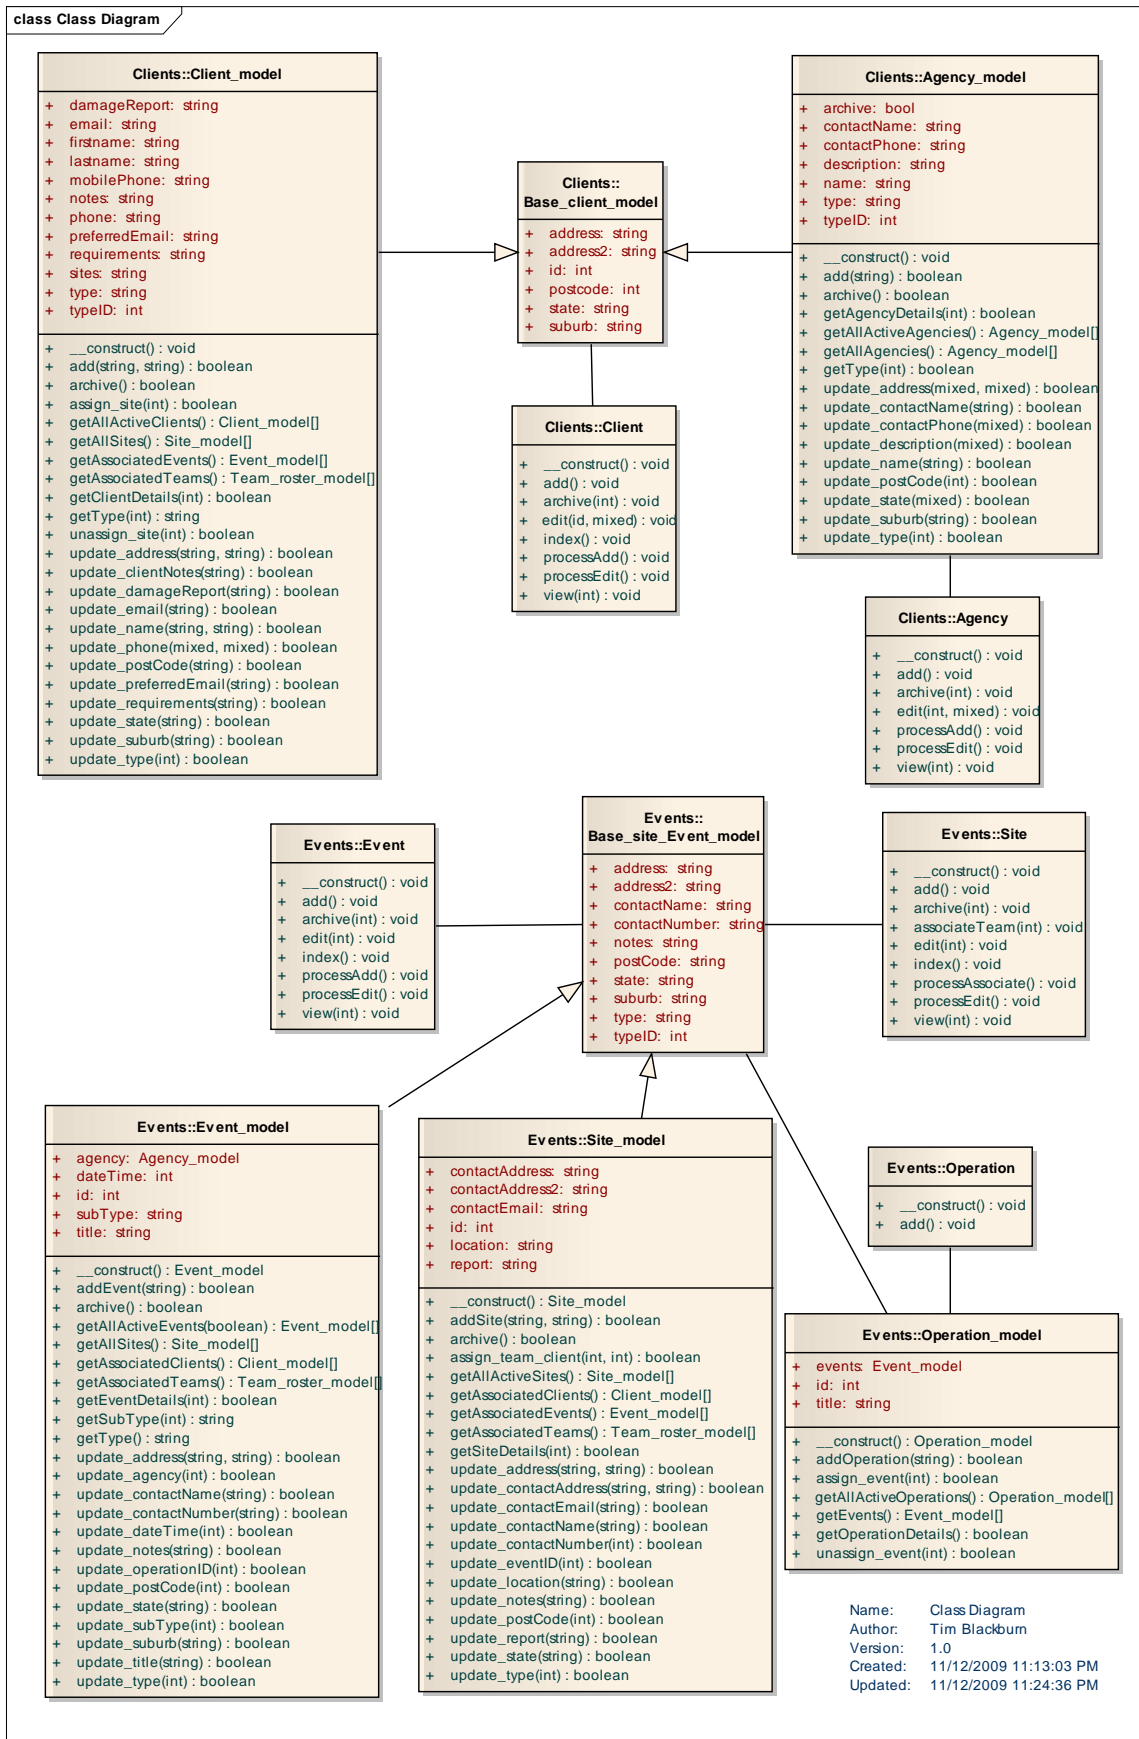 class Class Diagram
Clients::Client_model
+ damageReport: string
+ email: string
+ firstname: string
+ lastname: string
+ mobilePhone: string
+ notes: string
+ phone: string
+ preferredEmail: string
+ requirements: string
+ sites: string
+ type: string
+ typeID: int
+ __construct() : void
+ add(string, string) : boolean
+ archive() : boolean
+ assign_site(int) : boolean
+ getAllActiveClients() : Client_model[]
+ getAllSites() : Site_model[]
+ getAssociatedEvents() : Event_model[]
+ getAssociatedTeams() : Team_roster_model[]
+ getClientDetails(int) : boolean
+ getType(int) : string
+ unassign_site(int) : boolean
+ update_address(string, string) : boolean
+ update_clientNotes(string) : boolean
+ update_damageReport(string) : boolean
+ update_email(string) : boolean
+ update_name(string, string) : boolean
+ update_phone(mixed, mixed) : boolean
+ update_postCode(string) : boolean
+ update_preferredEmail(string) : boolean
+ update_requirements(string) : boolean
+ update_state(string) : boolean
+ update_suburb(string) : boolean
+ update_type(int) : boolean
Clients::
Base_client_model
+ address: string
+ address2: string
+ id: int
+ postcode: int
+ state: string
+ suburb: string
Clients::Agency_model
+ archive: bool
+ contactName: string
+ contactPhone: string
+ description: string
+ name: string
+ type: string
+ typeID: int
+ __construct() : void
+ add(string) : boolean
+ archive() : boolean
+ getAgencyDetails(int) : boolean
+ getAllActiveAgencies() : Agency_model[]
+ getAllAgencies() : Agency_model[]
+ getType(int) : boolean
+ update_address(mixed, mixed) : boolean
+ update_contactName(string) : boolean
+ update_contactPhone(mixed) : boolean
+ update_description(mixed) : boolean
+ update_name(string) : boolean
+ update_postCode(int) : boolean
+ update_state(mixed) : boolean
+ update_suburb(string) : boolean
+ update_type(int) : boolean
Clients::Client
+ __construct() : void
+ add() : void
+ archive(int) : void
+ edit(id, mixed) : void
+ index() : void
+ processAdd() : void
+ processEdit() : void
+ view(int) : void
Clients::Agency
+ __construct() : void
+ add() : void
+ archive(int) : void
+ edit(int, mixed) : void
+ processAdd() : void
+ processEdit() : void
+ view(int) : void
Events::Event
+ __construct() : void
+ add() : void
+ archive(int) : void
+ edit(int) : void
+ index() : void
+ processAdd() : void
+ processEdit() : void
+ view(int) : void
Events::
Base_site_Event_model
+ address: string
+ address2: string
+ contactName: string
+ contactNumber: string
+ notes: string
+ postCode: string
+ state: string
+ suburb: string
+ type: string
+ typeID: int
Events::Site
+ __construct() : void
+ add() : void
+ archive(int) : void
+ associateTeam(int) : void
+ edit(int) : void
+ index() : void
+ processAssociate() : void
+ processEdit() : void
+ view(int) : void
Events::Event_model
+ agency: Agency_model
+ dateTime: int
+ id: int
+ subType: string
+ title: string
+ __construct() : Event_model
+ addEvent(string) : boolean
+ archive() : boolean
+ getAllActiveEvents(boolean) : Event_model[]
+ getAllSites() : Site_model[]
+ getAssociatedClients() : Client_model[]
+ getAssociatedTeams() : Team_roster_model[]
+ getEventDetails(int) : boolean
+ getSubType(int) : string
+ getType() : string
+ update_address(string, string) : boolean
+ update_agency(int) : boolean
+ update_contactName(string) : boolean
+ update_contactNumber(string) : boolean
+ update_dateTime(int) : boolean
+ update_notes(string) : boolean
+ update_operationID(int) : boolean
+ update_postCode(int) : boolean
+ update_state(string) : boolean
+ update_subType(int) : boolean
+ update_suburb(string) : boolean
+ update_title(string) : boolean
+ update_type(int) : boolean
Events::Site_model
+ contactAddress: string
+ contactAddress2: string
+ contactEmail: string
+ id: int
+ location: string
+ report: string
+ __construct() : Site_model
+ addSite(string, string) : boolean
+ archive() : boolean
+ assign_team_client(int, int) : boolean
+ getAllActiveSites() : Site_model[]
+ getAssociatedClients() : Client_model[]
+ getAssociatedEvents() : Event_model[]
+ getAssociatedTeams() : Team_roster_model[]
+ getSiteDetails(int) : boolean
+ update_address(string, string) : boolean
+ update_contactAddress(string, string) : boolean
+ update_contactEmail(string) : boolean
+ update_contactName(string) : boolean
+ update_contactNumber(int) : boolean
+ update_eventID(int) : boolean
+ update_location(string) : boolean
+ update_notes(string) : boolean
+ update_postCode(int) : boolean
+ update_report(string) : boolean
+ update_state(string) : boolean
+ update_type(int) : boolean
Events::Operation
+ __construct() : void
+ add() : void
Events::Operation_model
+ events: Event_model
+ id: int
+ title: string
+ __construct() : Operation_model
+ addOperation(string) : boolean
+ assign_event(int) : boolean
+ getAllActiveOperations() : Operation_model[]
+ getEvents() : Event_model[]
+ getOperationDetails() : boolean
+ unassign_event(int) : boolean
Name: Class Diagram
Author: Tim Blackburn
Version: 1.0
Created: 11/12/2009 11:13:03 PM
Updated: 11/12/2009 11:24:36 PM